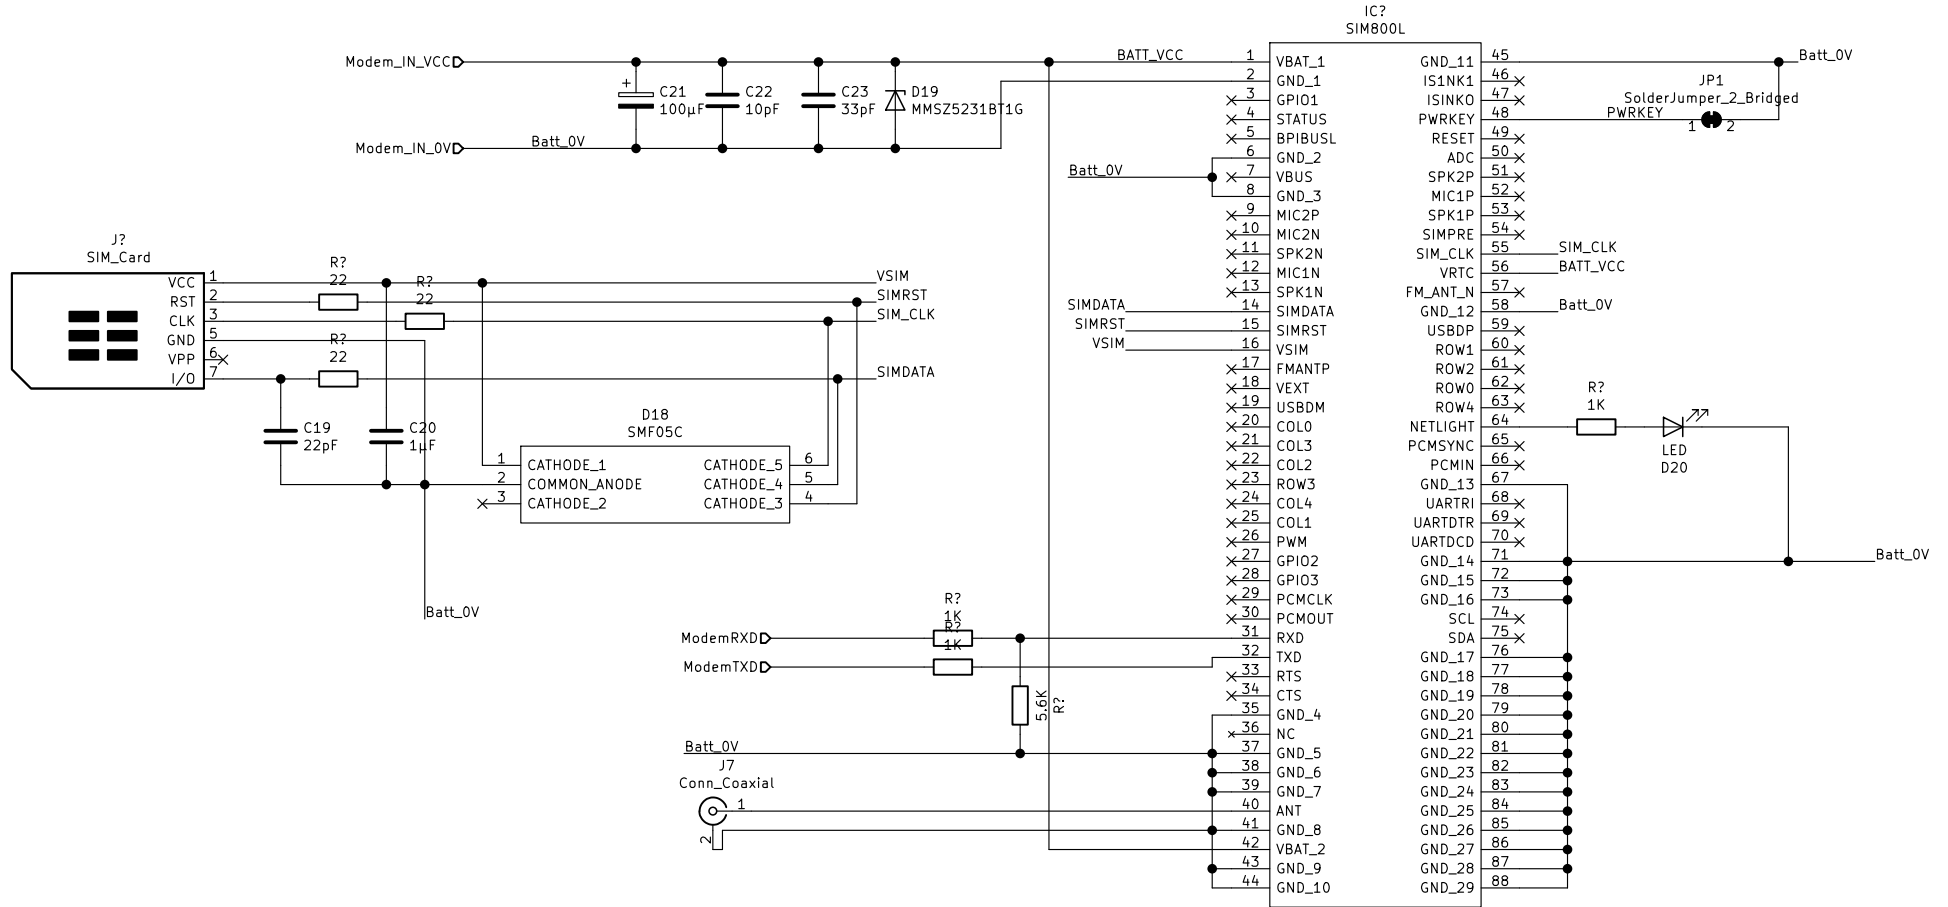 IC?
SIM800L
Modem_IN_VCC
BATT_VCC
+
C21
100µF
C22
10pF
C23
33pF
D19
MMSZ5231BT1G
Modem_IN_0V
Batt_0V
Batt_0V
1 VBAT_1
2 GND_1
3 GPIO1
4 STATUS
5 BPIBUSL
6 GND_2
7 VBUS
8 GND_3
9 MIC2P
10 MIC2N
11 SPK2N
12 MIC1N
13 SPK1N
14 SIMDATA
15 SIMRST
16 VSIM
17 FMANTP
18 VEXT
19 USBDM
20 COL0
21 COL3
22 COL2
23 ROW3
24 COL4
25 COL1
26 PWM
27 GPIO2
28 GPIO3
29 PCMCLK
30 PCMOUT
31 RXD
32 TXD
33 RTS
34 CTS
35 GND_4
36 NC
37 GND_5
38 GND_6
39 GND_7
40 ANT
41 GND_8
42 VBAT_2
43 GND_9
44 GND_10
GND_11 45
IS1NK1 46
ISINKO 47
PWRKEY 48
RESET 49
ADC 50
SPK2P 51
MIC1P 52
SPK1P 53
SIMPRE 54
SIM_CLK 55
VRTC 56
FM_ANT_N 57
GND_12 58
USBDP 59
ROW1 60
ROW2 61
ROW0 62
ROW4 63
NETLIGHT 64
PCMSYNC 65
PCMIN 66
GND_13 67
UARTRI 68
UARTDTR 69
UARTDCD 70
GND_14 71
GND_15 72
GND_16 73
SCL 74
SDA 75
GND_17 76
GND_18 77
GND_19 78
GND_20 79
GND_21 80
GND_22 81
GND_23 82
GND_24 83
GND_25 84
GND_26 85
GND_27 86
GND_28 87
GND_29 88
Batt_0V
JP1
SolderJumper_2_Bridged
PWRKEY
1 2
SIM_CLK
BATT_VCC
Batt_0V
R?
1K
LED
D20
Batt_0V
SIMDATA
SIMRST
VSIM
J?
SIM_Card
VCC 1
RST 2
CLK 3
GND 5
VPP 6
I/O 7
R?
22
R?
22
R?
22
VSIM
SIMRST
SIM_CLK
SIMDATA
C19
22pF
C20
1µF
D18
SMF05C
1 CATHODE_1
2 COMMON_ANODE
3 CATHODE_2
CATHODE_5 6
CATHODE_4 5
CATHODE_3 4
Batt_0V
R?
1K
ModemRXD
R?
1K
ModemTXD
5.6K
R?
Batt_0V
J7
Conn_Coaxial
1
2